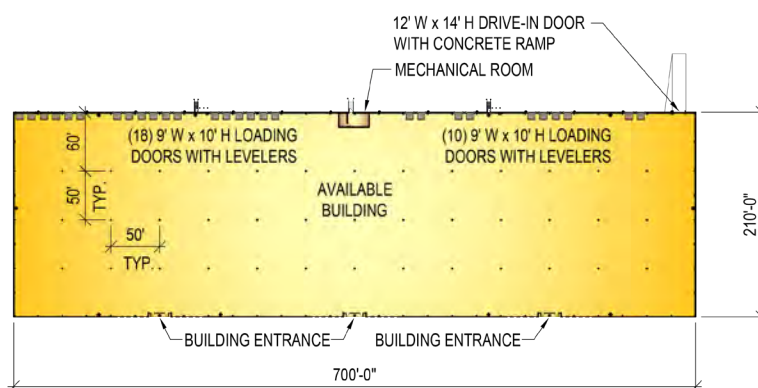 12' W x 14' H DRIVE-IN DOOR
WITH CONCRETE RAMP
MECHANICAL ROOM
(18) 9' W x 10' H LOADING
DOORS WITH LEVELERS
(10) 9' W x 10' H LOADING
DOORS WITH LEVELERS
60'
50'
TYP.
AVAILABLE
BUILDING
50'
TYP.
210'-0"
BUILDING ENTRANCE
BUILDING ENTRANCE
700'-0"